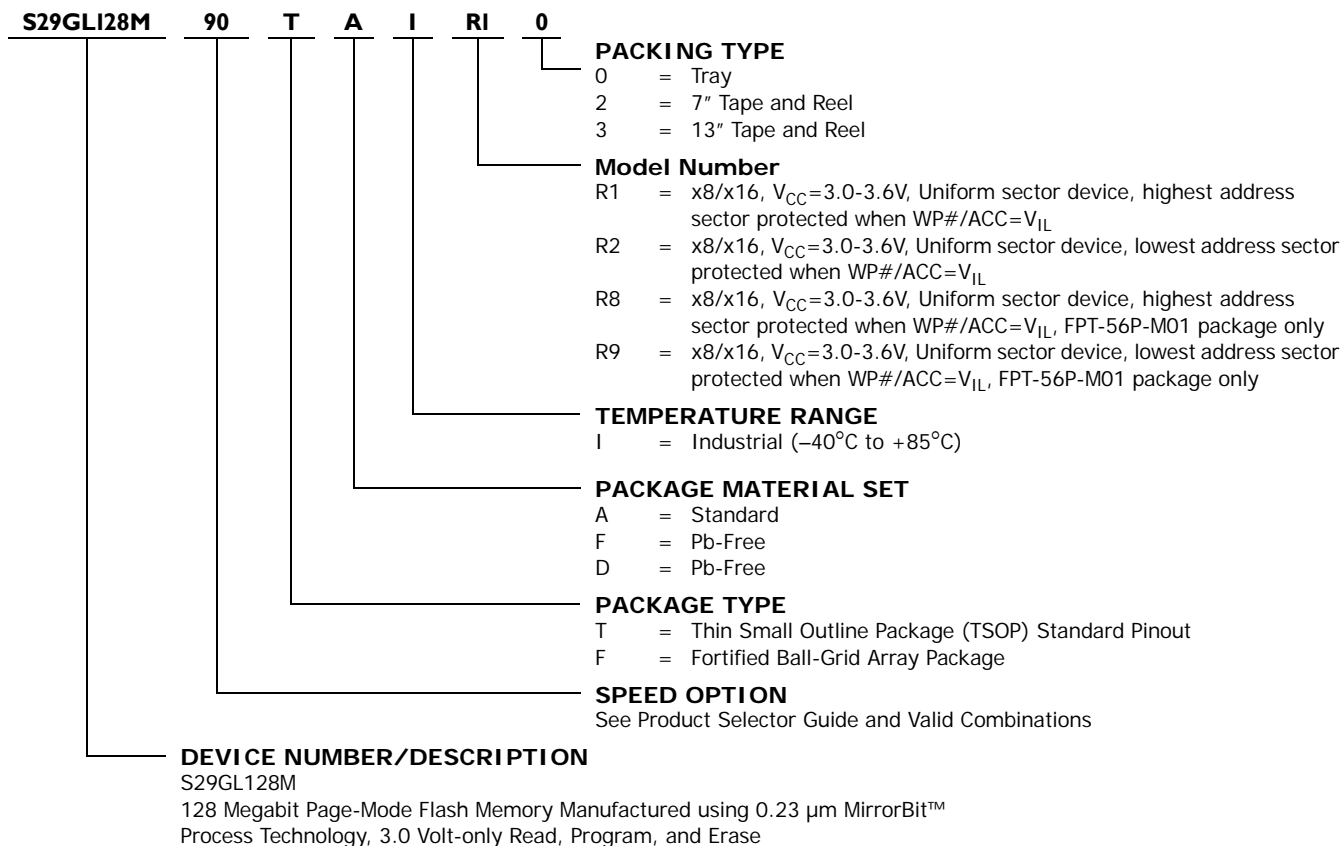 S29GL128M 90 T A I R1 0
PACKING TYPE
0 = Tray
2 = 7″ Tape and Reel
3 = 13″ Tape and Reel
Model Number
R1 = x8/x16, VCC=3.0-3.6V, Uniform sector device, highest address
sector protected when WP#/ACC=VIL
R2 = x8/x16, VCC=3.0-3.6V, Uniform sector device, lowest address sector
protected when WP#/ACC=VIL
R8 = x8/x16, VCC=3.0-3.6V, Uniform sector device, highest address
sector protected when WP#/ACC=VIL, FPT-56P-M01 package only
R9 = x8/x16, VCC=3.0-3.6V, Uniform sector device, lowest address sector
protected when WP#/ACC=VIL, FPT-56P-M01 package only
TEMPERATURE RANGE
I = Industrial (–40°C to +85°C)
PACKAGE MATERIAL SET
A = Standard
F = Pb-Free
D = Pb-Free
PACKAGE TYPE
T = Thin Small Outline Package (TSOP) Standard Pinout
F = Fortified Ball-Grid Array Package
SPEED OPTION
See Product Selector Guide and Valid Combinations
DEVICE NUMBER/DESCRIPTION
S29GL128M
128 Megabit Page-Mode Flash Memory Manufactured using 0.23 µm MirrorBit™
Process Technology, 3.0 Volt-only Read, Program, and Erase